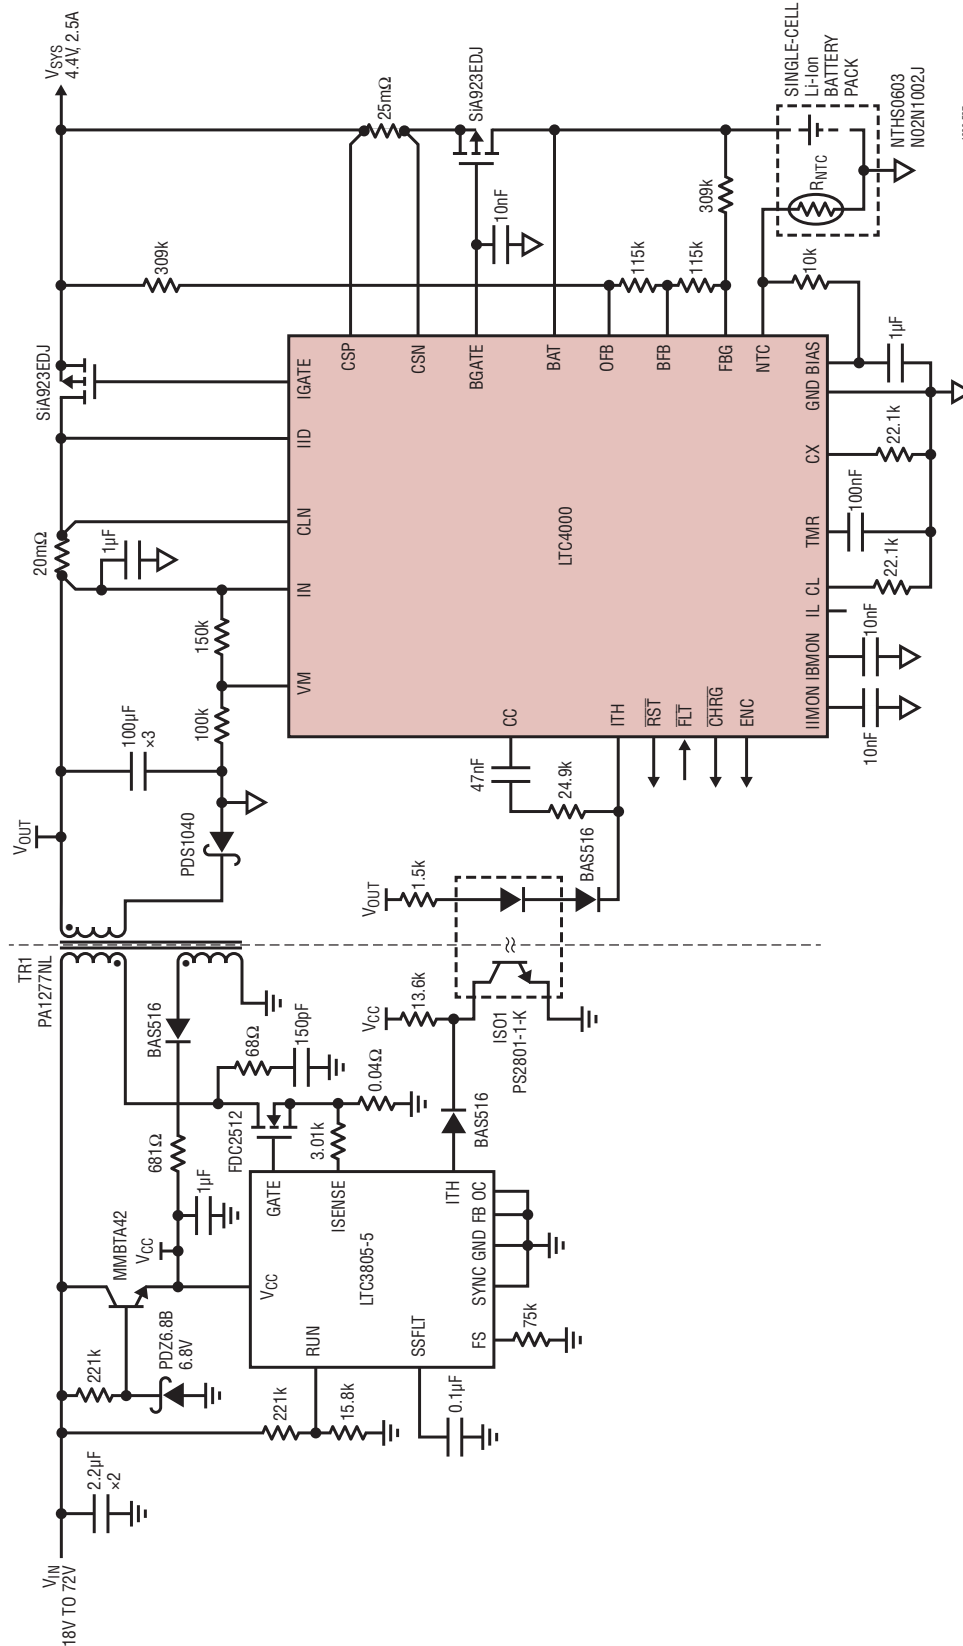 VIN
18V TO 72V
2.2µF
×2
221k
MMBTA42
VCC
PDZ6.8B
6.8V
221k
15.8k
0.1µF
681Ω
1µF
BAS516
TR1
PA1277NL
FDC2512
68Ω
150pF
3.01k
0.04Ω
VCC
GATE
RUN
ISENSE
LTC3805-5
SSFLT
ITH
FS
SYNC
GND
FB
OC
75k
BAS516
VCC
13.6k
ISO1
PS2801-1-K
VOUT
1.5k
BAS516
VOUT
PDS1040
100µF
×3
100k
150k
20mΩ
1µF
SiA923EDJ
309k
VSYS
4.4V, 2.5A
47nF
24.9k
VM
IN
CLN
IID
IGATE
CC
ITH
RST
FLT
CHRG
ENC
LTC4000
CSP
CSN
BGATE
BAT
OFB
BFB
FBG
NTC
IIMON
IBMON
IL
CL
TMR
CX
GND
BIAS
10nF
10nF
22.1k
100nF
22.1k
1µF
25mΩ
SiA923EDJ
10nF
115k
115k
309k
10k
RNTC
SINGLE-CELL
Li-Ion
BATTERY
PACK
NTHS0603
N02N1002J